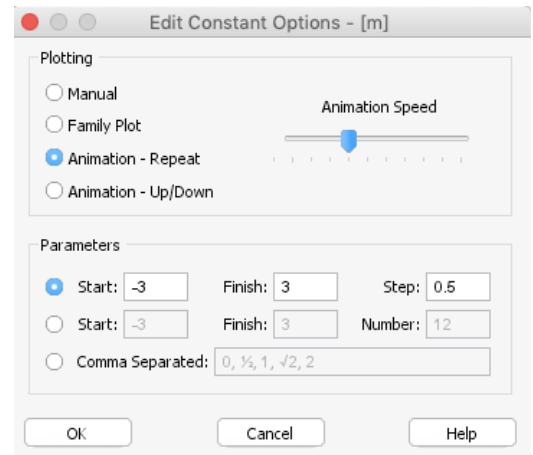 Edit Constant Options - [m]
Plotting
Manual
Family Plot
Animation - Repeat
Animation - Up/Down
Animation Speed
Parameters
Start: -3 Finish: 3 Step: 0.5
Start: -3 Finish: 3 Number: 12
Comma Separated: 0, ½, 1, √2, 2
OK Cancel Help